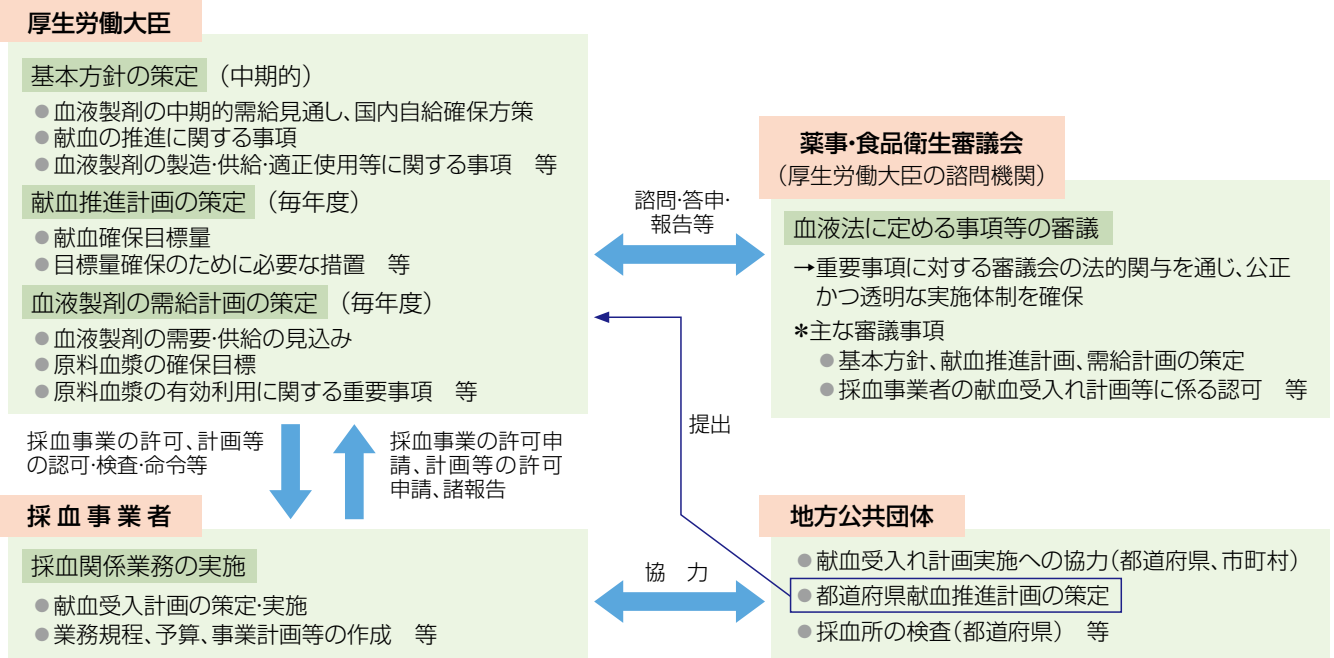 厚生労働大臣
基本方針の策定 （中期的）
●血液製剤の中期的需給見通し、国内自給確保方策
●献血の推進に関する事項
●血液製剤の製造・供給・適正使用等に関する事項　等
献血推進計画の策定 （毎年度）
●献血確保目標量
●目標量確保のために必要な措置　等
血液製剤の需給計画の策定 （毎年度）
●血液製剤の需要・供給の見込み
●原料血漿の確保目標
●原料血漿の有効利用に関する重要事項　等
諮問・答申・
報告等
薬事・食品衛生審議会
（厚生労働大臣の諮問機関）
血液法に定める事項等の審議
→重要事項に対する審議会の法的関与を通じ、公正
かつ透明な実施体制を確保
＊主な審議事項
●基本方針、献血推進計画、需給計画の策定
●採血事業者の献血受入れ計画等に係る認可　等
採血事業の許可、計画等
の認可・検査・命令等
採血事業の許可申
請、計画等の許可
申請、諸報告
提出
採血事業者
採血関係業務の実施
●献血受入計画の策定・実施
●業務規程、予算、事業計画等の作成　等
協　力
地方公共団体
●献血受入れ計画実施への協力（都道府県、市町村）
●都道府県献血推進計画の策定
●採血所の検査（都道府県）　等